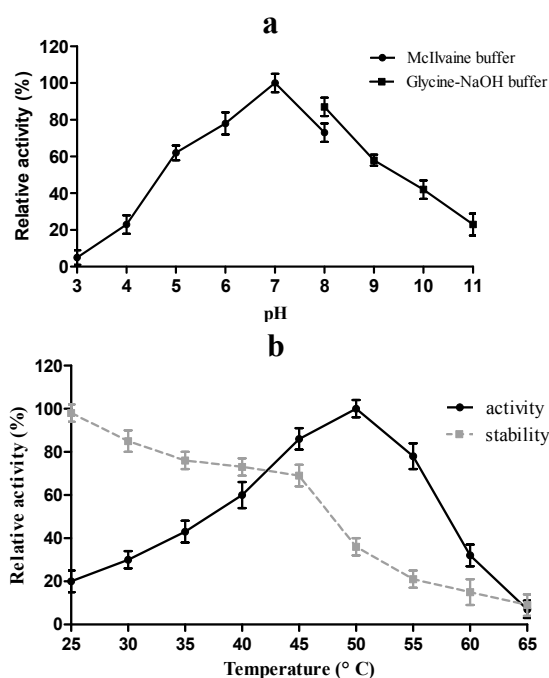 a
McIlvaine buffer
Glycine-NaOH buffer
Relative activity (%)
120
100
80
60
40
20
0
3 4 5 6 7 8 9 10 11
pH
b
activity
stability
Relative activity (%)
120
100
80
60
40
20
0
25 30 35 40 45 50 55 60 65
Temperature (° C)